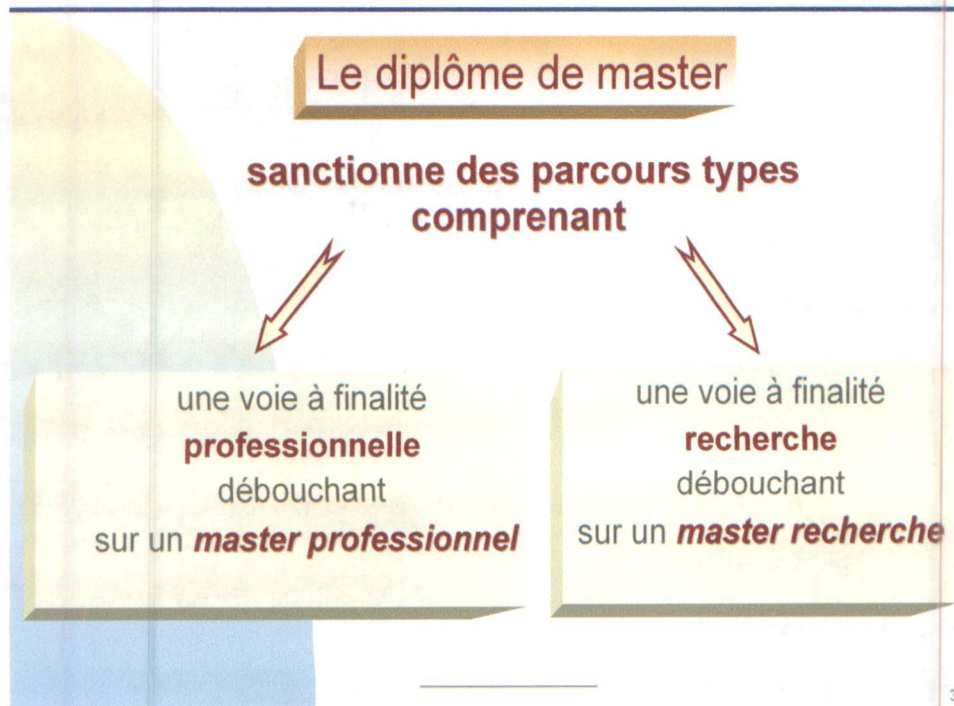 Le diplôme de master
sanctionne des parcours types
comprenant
une voie à finalité
professionnelle
débouchant
sur un master professionnel
une voie à finalité
recherche
débouchant
sur un master recherche
3